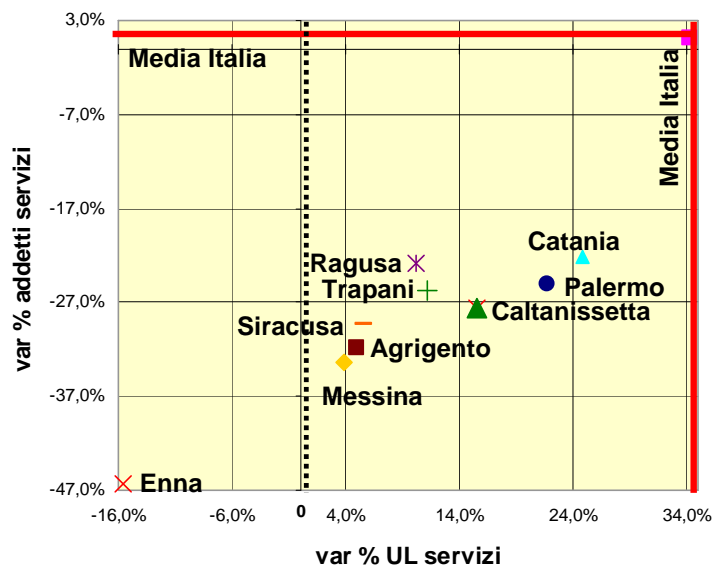 3,0%
Media Italia
Media Italia
-7,0%
var % addetti servizi
-17,0%
Catania
Ragusa
Palermo
Trapani
-27,0%
Caltanissetta
Siracusa
Agrigento
-37,0%
Messina
Enna
-47,0%
-16,0%
-6,0%
0
4,0%
14,0%
24,0%
34,0%
var % UL servizi